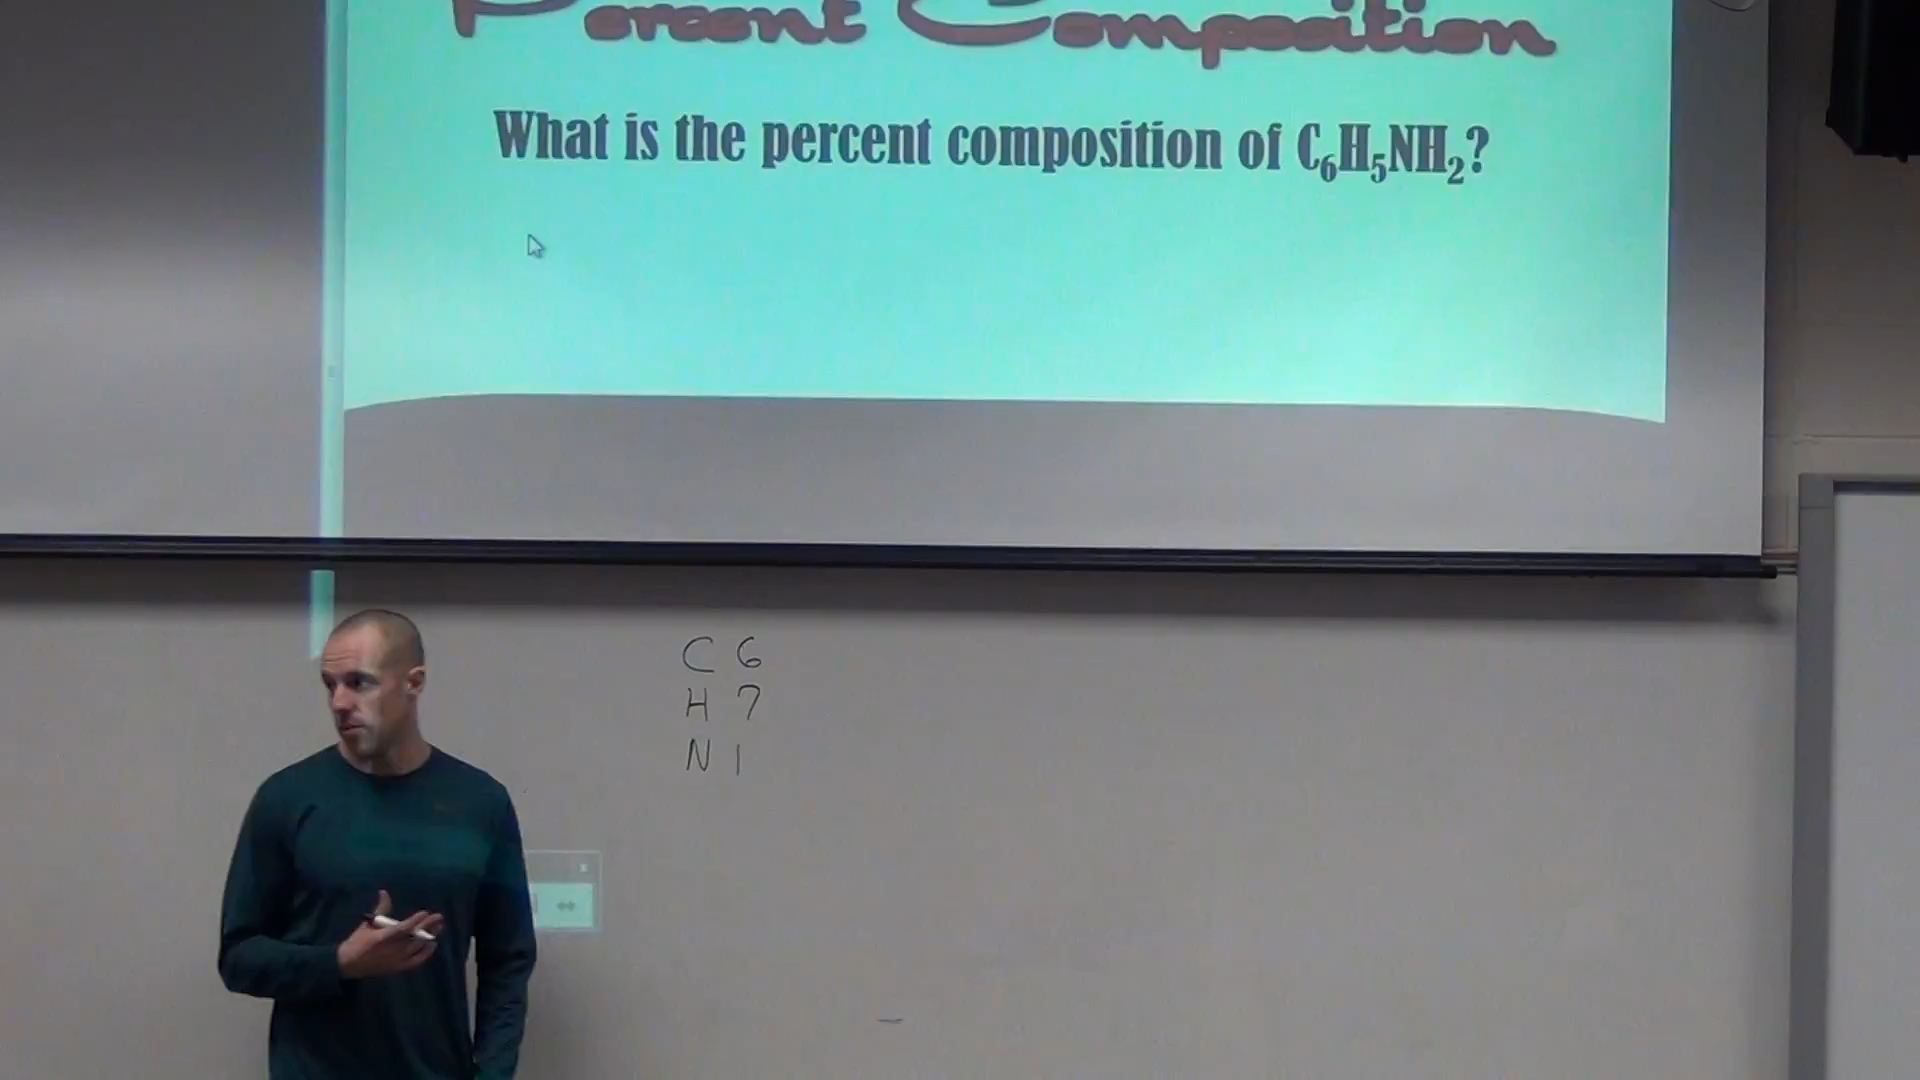 Percent Composition
What is the percent composition of C₆H₅NH₂?
C 6
H 7
N 1